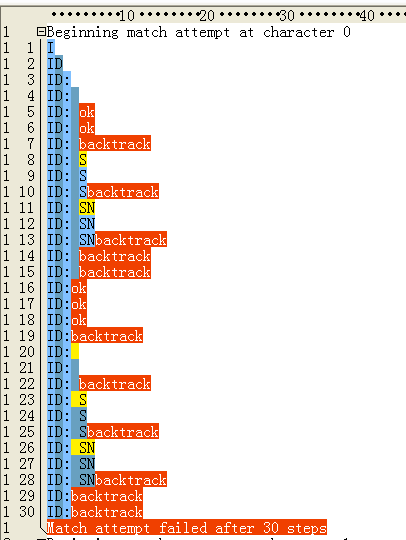 10 20 30 40
1 Beginning match attempt at character 0
1 1 I
1 2 ID
1 3 ID:
1 4 ID:
1 5 ID: ok
1 6 ID: ok
1 7 ID: backtrack
1 8 ID: S
1 9 ID: S
1 10 ID: Sbacktrack
1 11 ID: SN
1 12 ID: SN
1 13 ID: SNbacktrack
1 14 ID: backtrack
1 15 ID: backtrack
1 16 ID:ok
1 17 ID:ok
1 18 ID:ok
1 19 ID:backtrack
1 20 ID:
1 21 ID:
1 22 ID: backtrack
1 23 ID: S
1 24 ID: S
1 25 ID: Sbacktrack
1 26 ID: SN
1 27 ID: SN
1 28 ID: SNbacktrack
1 29 ID:backtrack
1 30 ID:backtrack
1 Match attempt failed after 30 steps